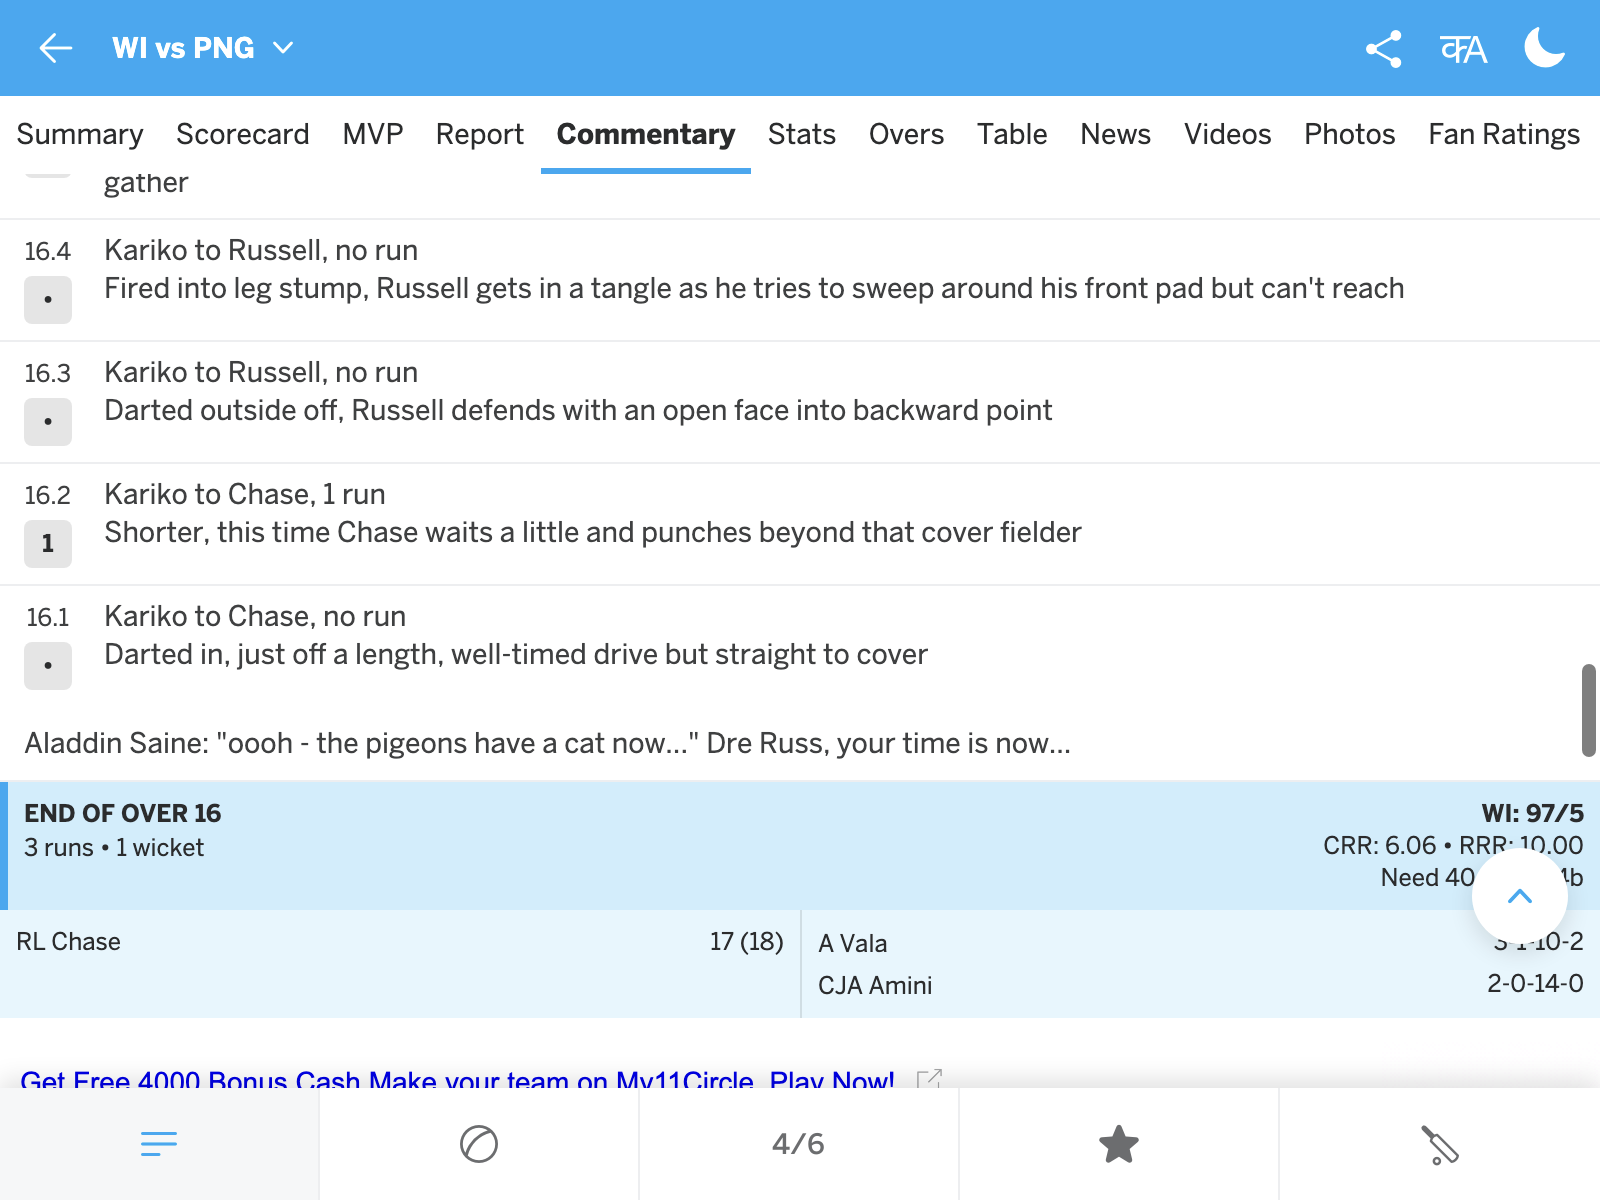 WI vs PNG
Summary Scorecard MVP Report Commentary Stats Overs Table News Videos Photos Fan Ratings
gather
16.4 Kariko to Russell, no run
• Fired into leg stump, Russell gets in a tangle as he tries to sweep around his front pad but can't reach
16.3 Kariko to Russell, no run
• Darted outside off, Russell defends with an open face into backward point
16.2 Kariko to Chase, 1 run
1 Shorter, this time Chase waits a little and punches beyond that cover fielder
16.1 Kariko to Chase, no run
• Darted in, just off a length, well-timed drive but straight to cover
Aladdin Saine: "oooh - the pigeons have a cat now..." Dre Russ, your time is now...
END OF OVER 16 WI: 97/5
3 runs • 1 wicket CRR: 6.06 • RRR: 10.00
Need 40
RL Chase 17 (18) A Vala 3-1-10-2
CJA Amini 2-0-14-0
Get Free 4000 Bonus Cash Make your team on My11Circle. Play Now!
4/6